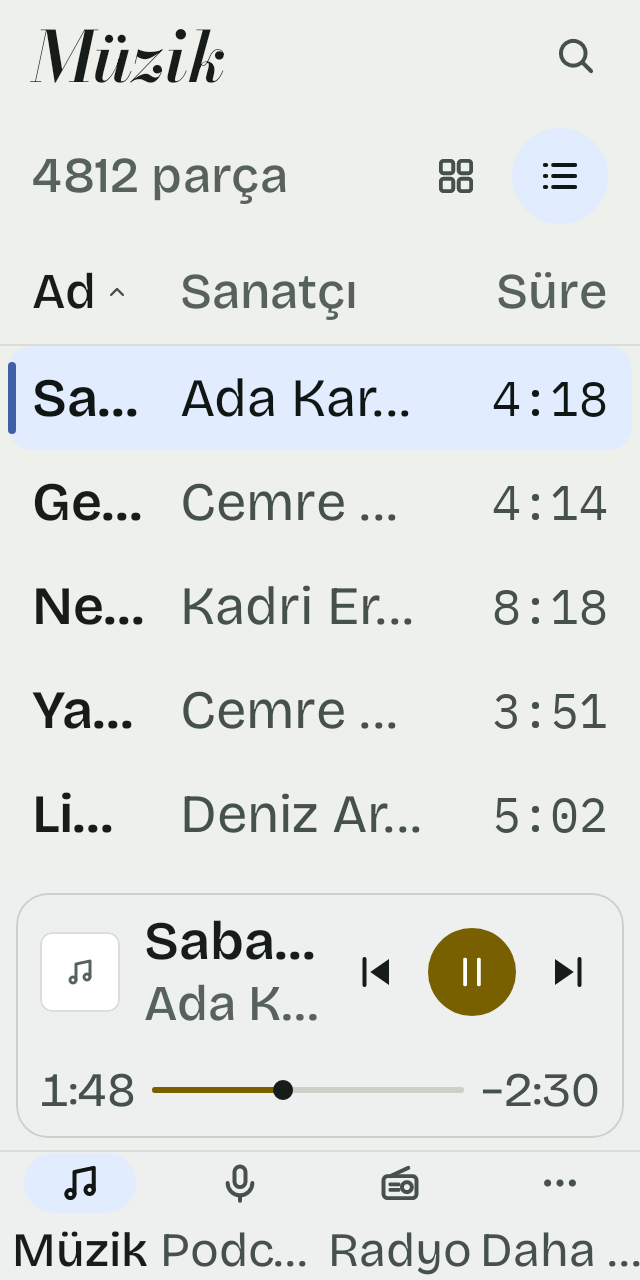 Müzik
4812 parça
Ad Sanatçı Süre
Sa... Ada Kar... 4:18
Ge... Cemre ... 4:14
Ne... Kadri Er... 8:18
Ya... Cemre ... 3:51
Li... Deniz Ar... 5:02
Saba...
Ada K...
1:48 −2:30
Müzik Podc... Radyo Daha ...